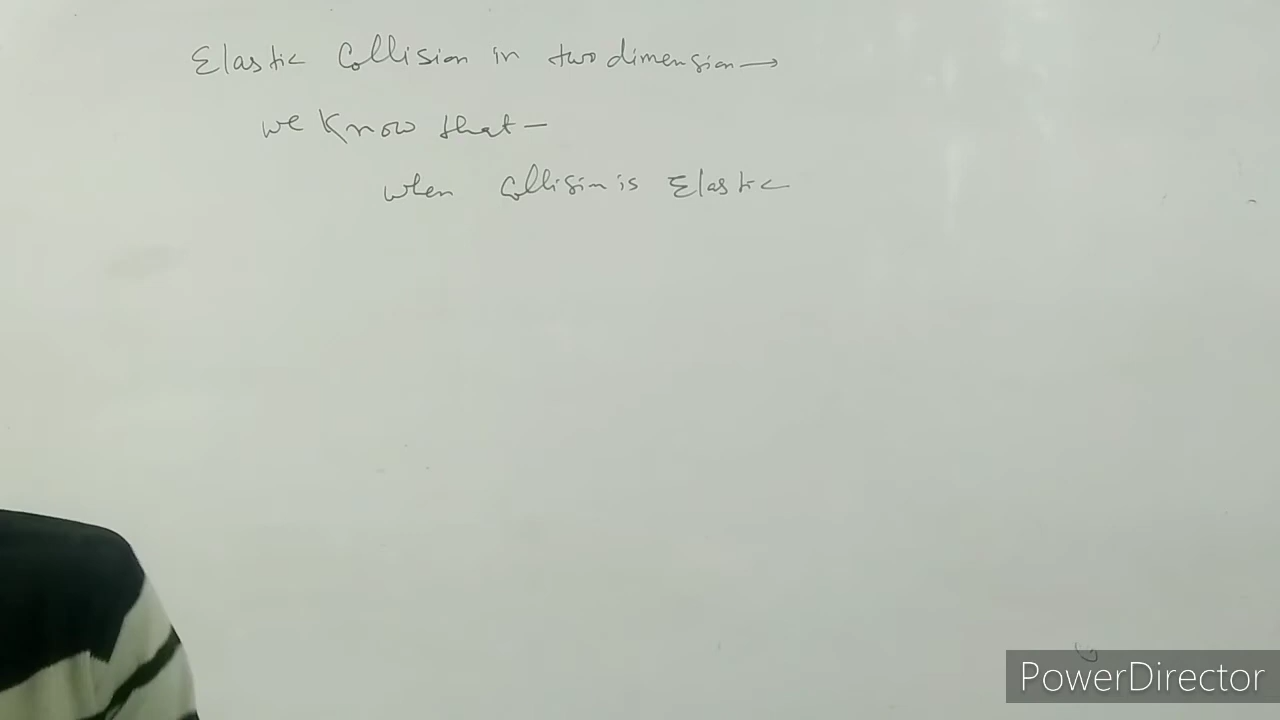 Elastic Collision in two dimension →
we know that —
when Collision is Elastic
PowerDirector